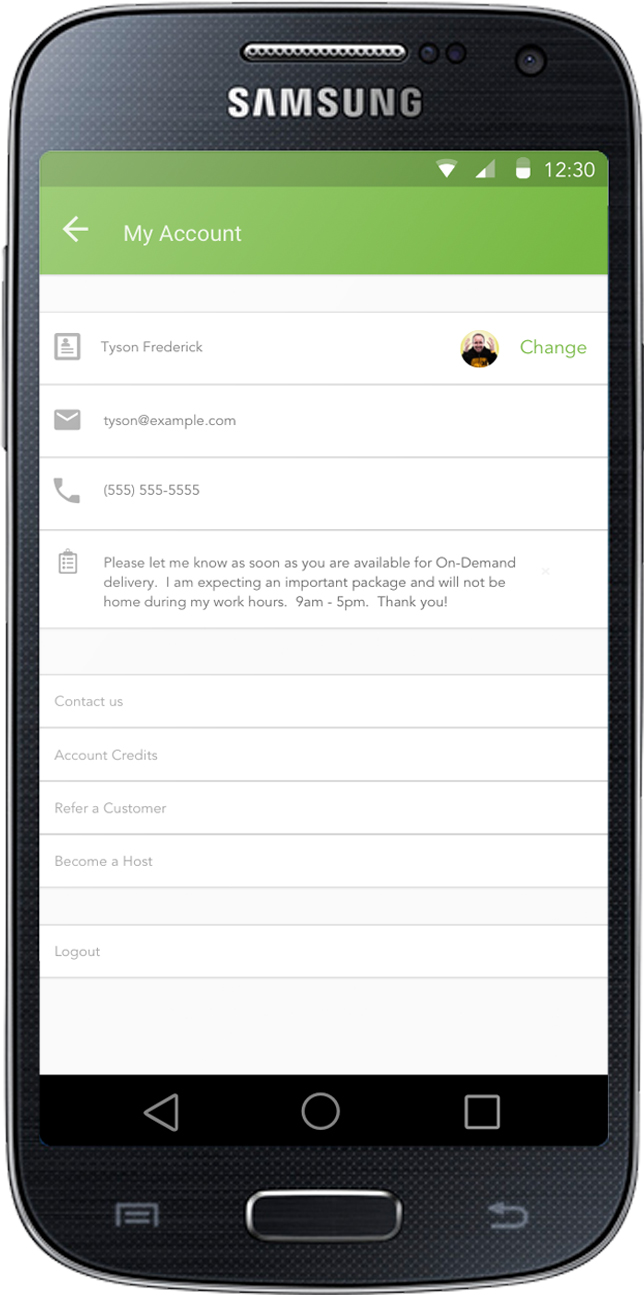 SAMSUNG
12:30
My Account
Tyson Frederick
Change
tyson@example.com
(555) 555-5555
Please let me know as soon as you are available for On-Demand
delivery.  I am expecting an important package and will not be
home during my work hours.  9am - 5pm.  Thank you!
Contact us
Account Credits
Refer a Customer
Become a Host
Logout